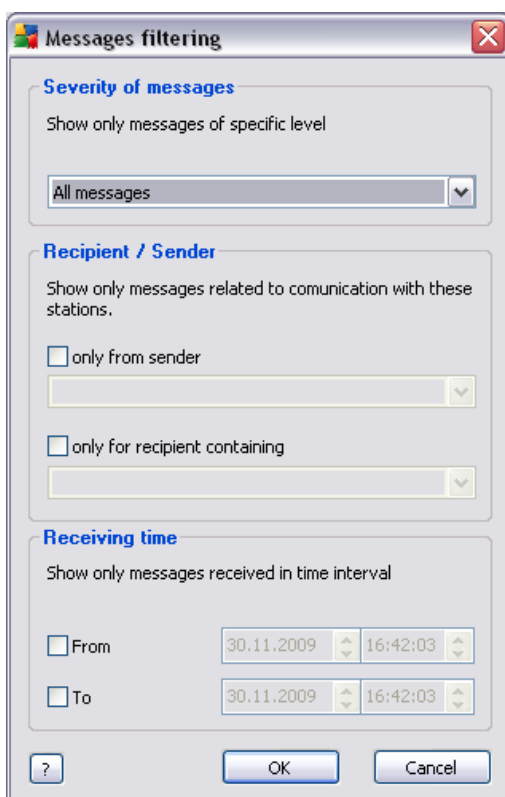 Messages filtering
Severity of messages
Show only messages of specific level
All messages
Recipient / Sender
Show only messages related to comunication with these
stations.
only from sender
only for recipient containing
Receiving time
Show only messages received in time interval
From 30.11.2009 16:42:03
To 30.11.2009 16:42:03
? OK Cancel